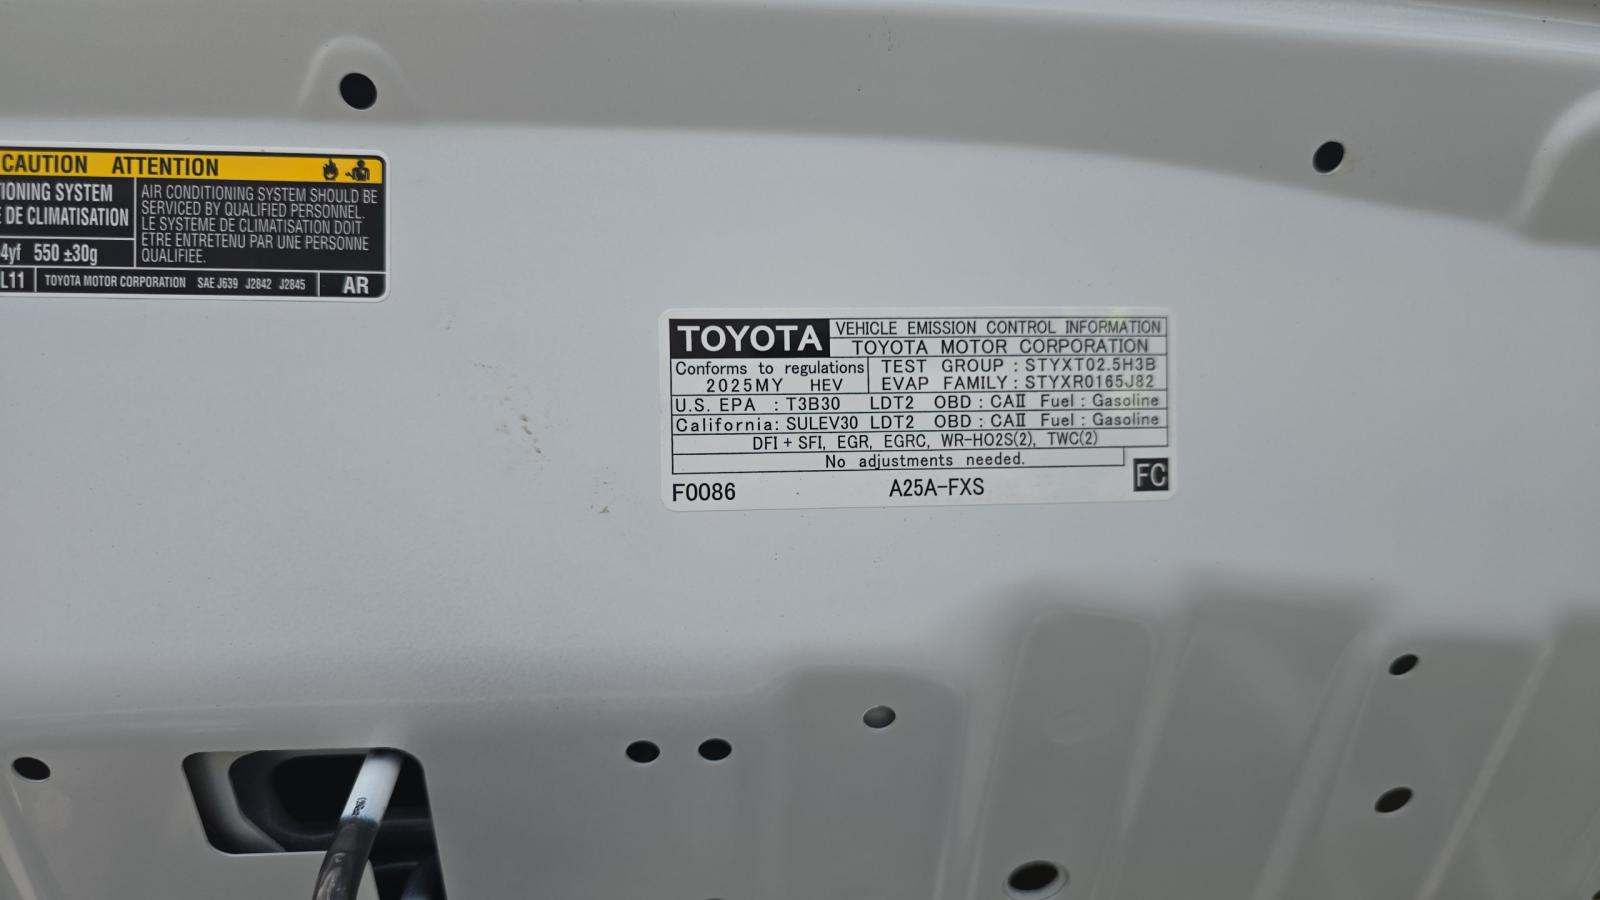 CAUTION ATTENTION
TIONING SYSTEM
DE CLIMATISATION
4yf 550 ±30g
AIR CONDITIONING SYSTEM SHOULD BE
SERVICED BY QUALIFIED PERSONNEL.
LE SYSTEME DE CLIMATISATION DOIT
ETRE ENTRETENU PAR UNE PERSONNE
QUALIFIEE.
L11 TOYOTA MOTOR CORPORATION SAE J639 J2842 J2845 AR
TOYOTA
VEHICLE EMISSION CONTROL INFORMATION
TOYOTA MOTOR CORPORATION
Conforms to regulations
2025MY HEV
TEST GROUP : STYXT02.5H3B
EVAP FAMILY : STYXR0165J82
U.S. EPA : T3B30 LDT2 OBD : CAII Fuel : Gasoline
California: SULEV30 LDT2 OBD : CAII Fuel : Gasoline
DFI + SFI, EGR, EGRC, WR-HO2S(2), TWC(2)
No adjustments needed.
FC
F0086 A25A-FXS